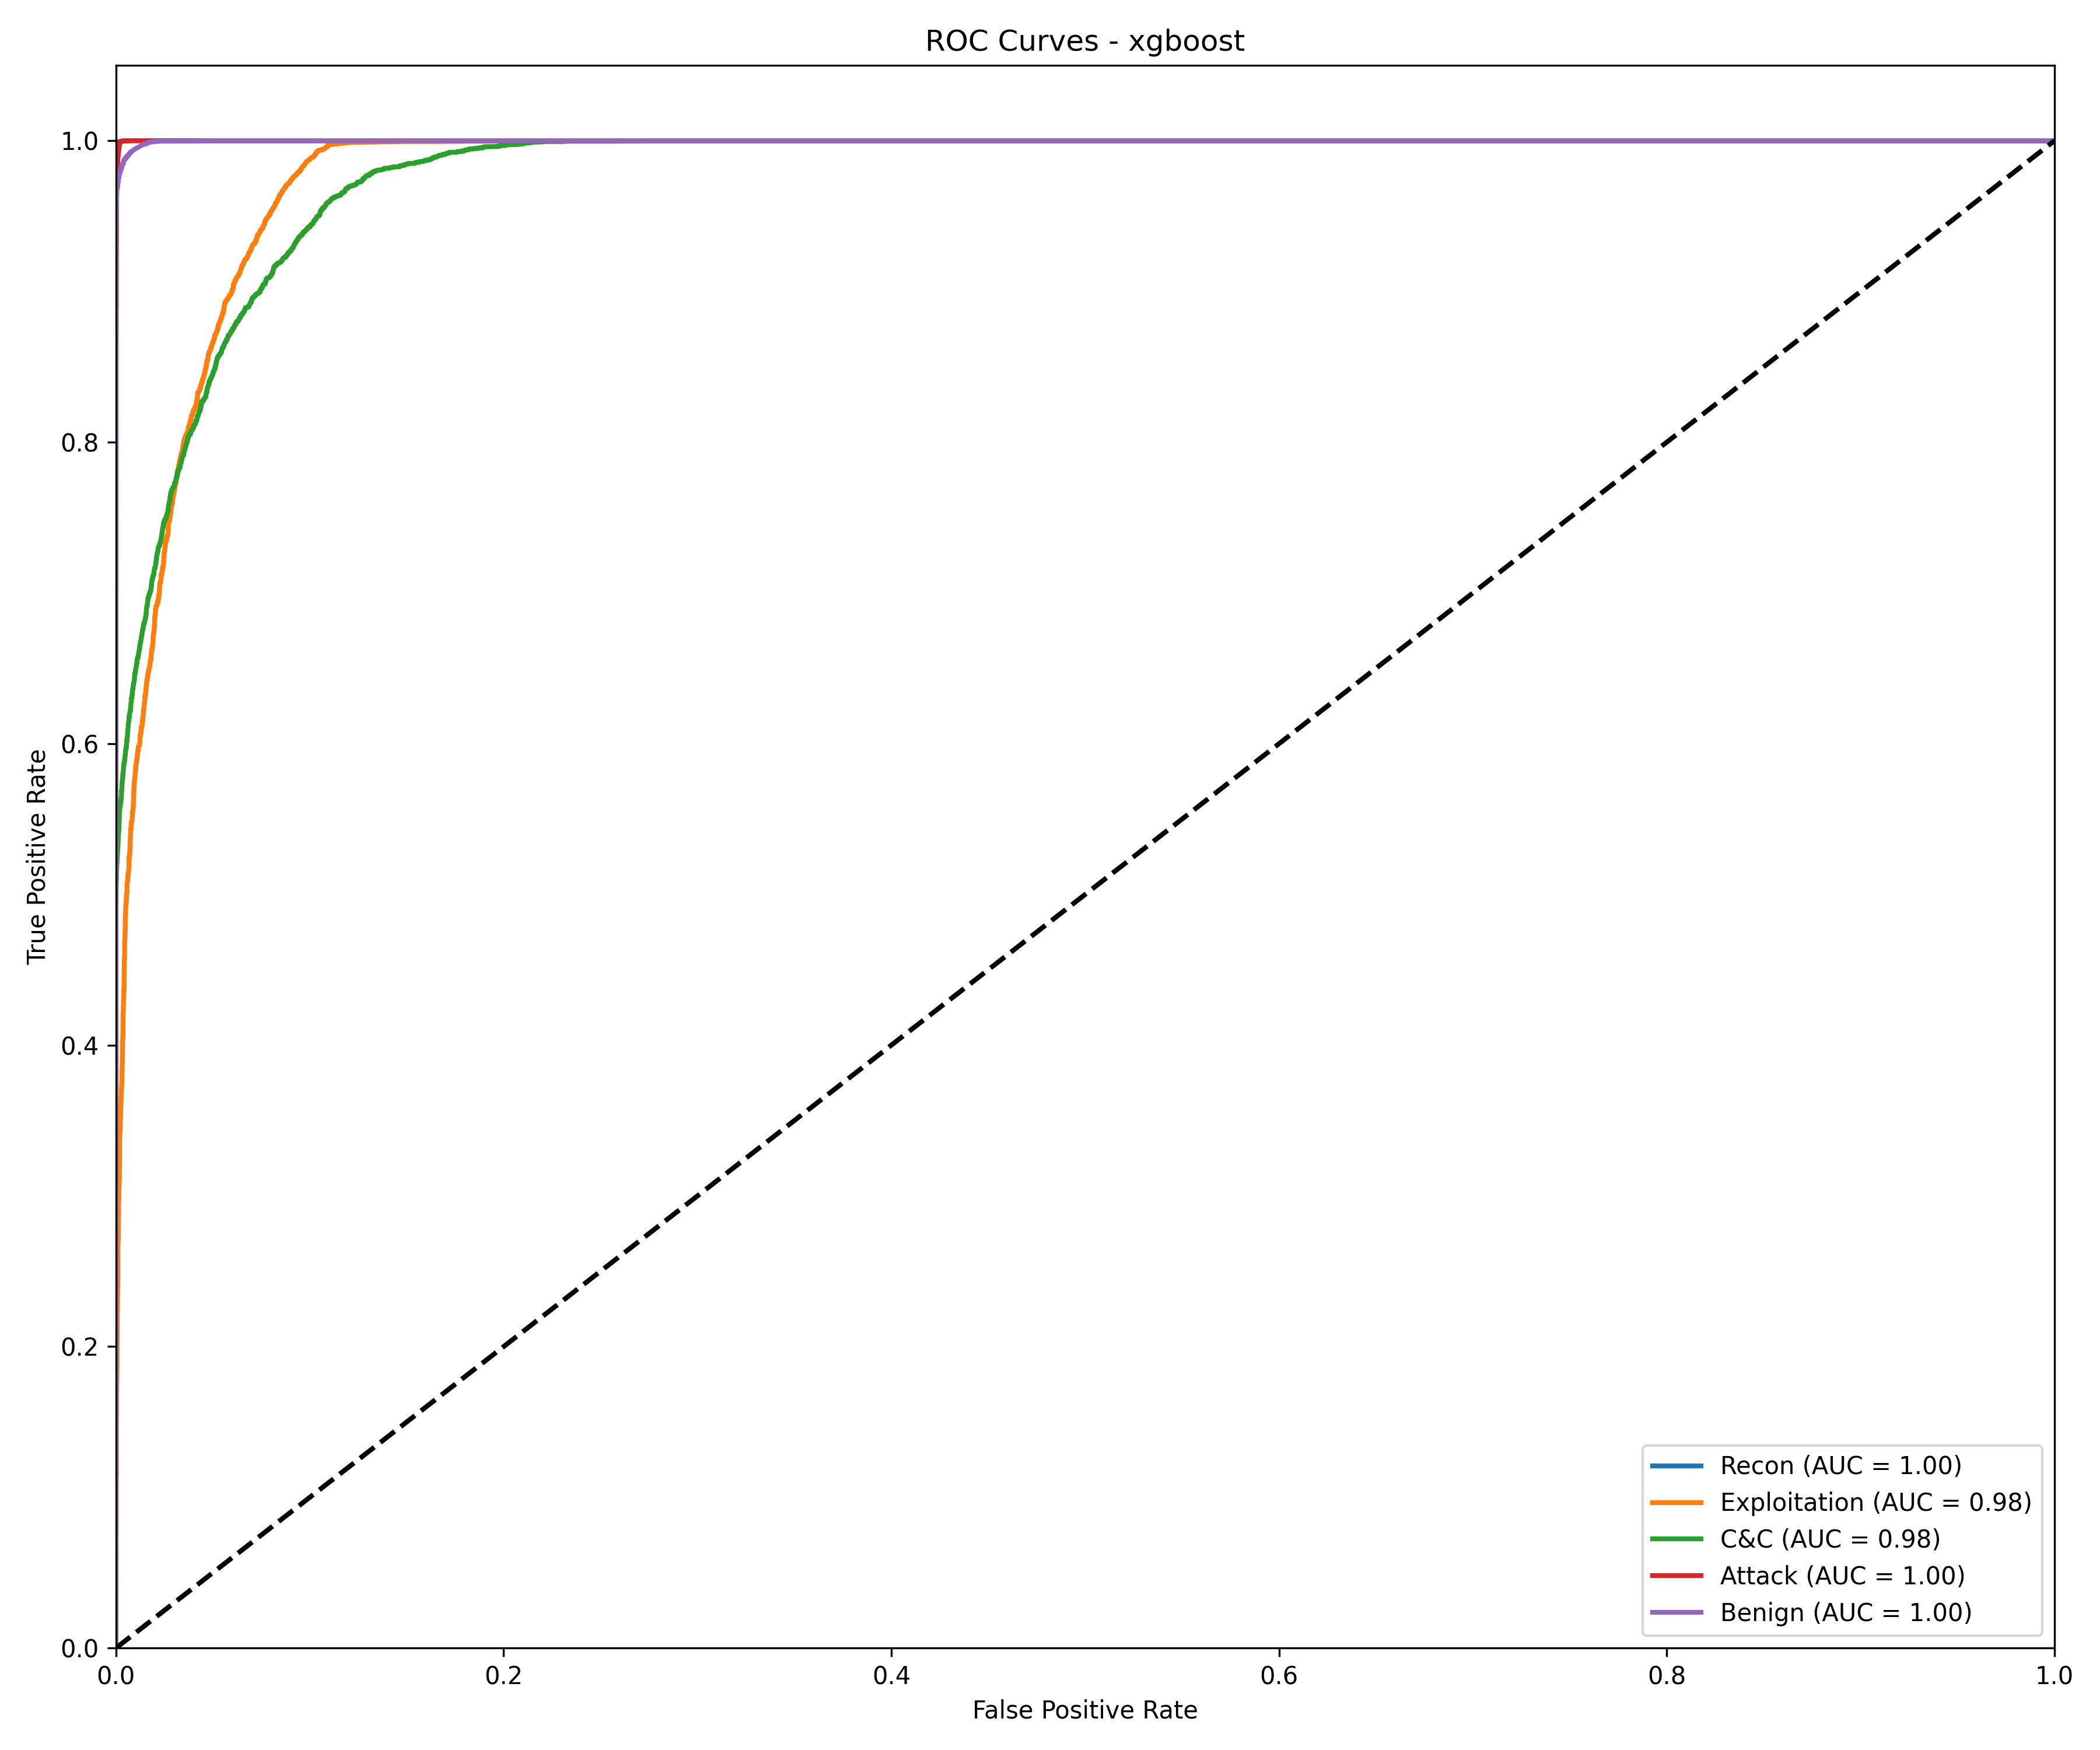 ROC Curves - xgboost
True Positive Rate
1.0
0.8
0.6
0.4
0.2
0.0
0.0 0.2 0.4 0.6 0.8 1.0
False Positive Rate
Recon (AUC = 1.00)
Exploitation (AUC = 0.98)
C&C (AUC = 0.98)
Attack (AUC = 1.00)
Benign (AUC = 1.00)